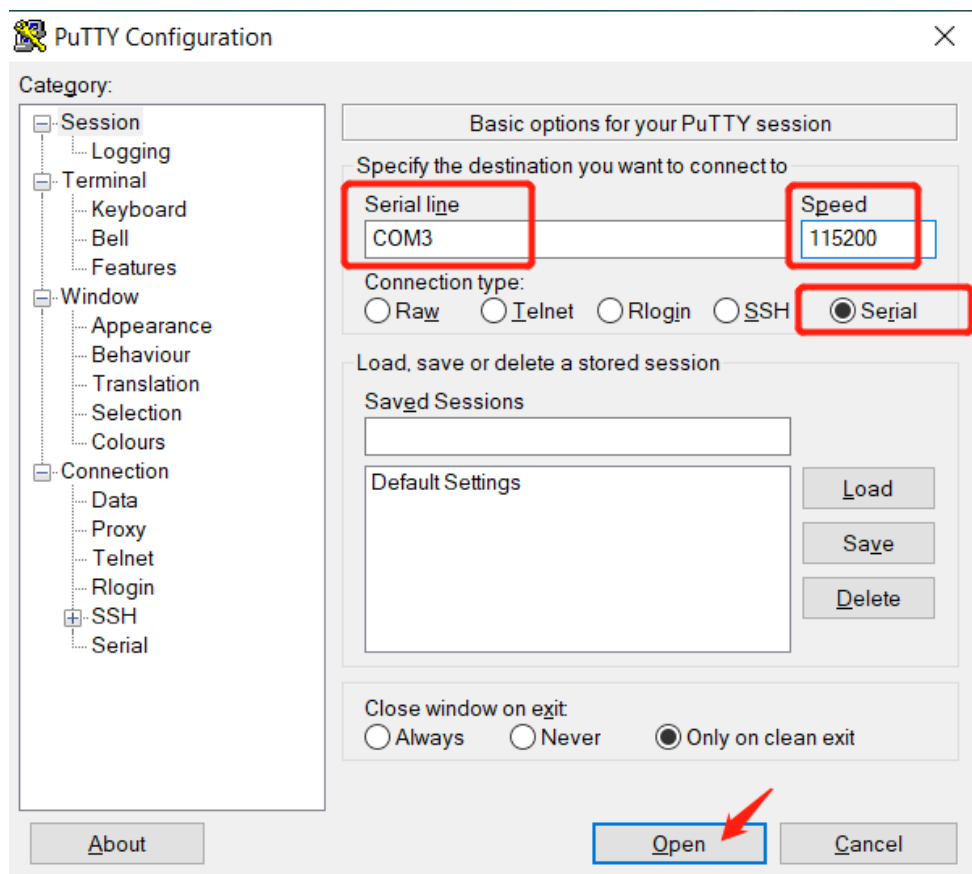 PuTTY Configuration
Category:
Session
Logging
Terminal
Keyboard
Bell
Features
Window
Appearance
Behaviour
Translation
Selection
Colours
Connection
Data
Proxy
Telnet
Rlogin
SSH
Serial
Basic options for your PuTTY session
Specify the destination you want to connect to
Serial line Speed
COM3 115200
Connection type:
Raw Telnet Rlogin SSH Serial
Load, save or delete a stored session
Saved Sessions
Default Settings
Load
Save
Delete
Close window on exit:
Always Never Only on clean exit
About Open Cancel